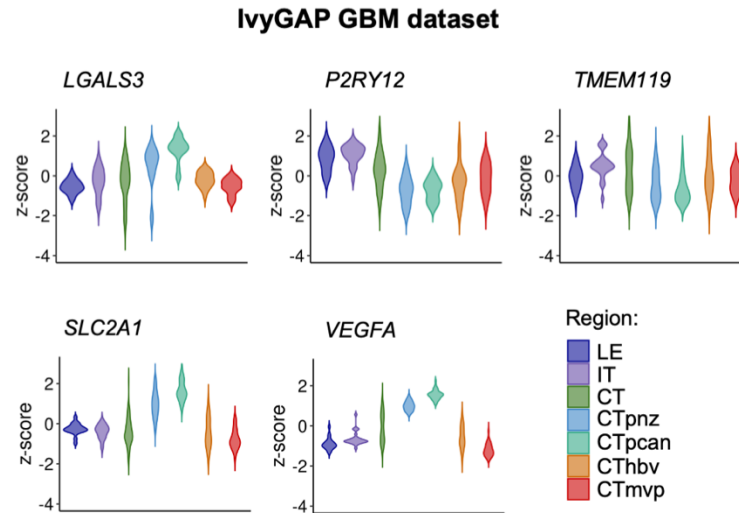 IvyGAP GBM dataset
LGALS3
P2RY12
TMEM119
z-score
2
0
-2
-4
z-score
2
0
-2
-4
z-score
2
0
-2
-4
SLC2A1
VEGFA
z-score
2
0
-2
-4
z-score
2
0
-2
-4
Region:
LE
IT
CT
CTpnz
CTpcan
CThbv
CTmvp